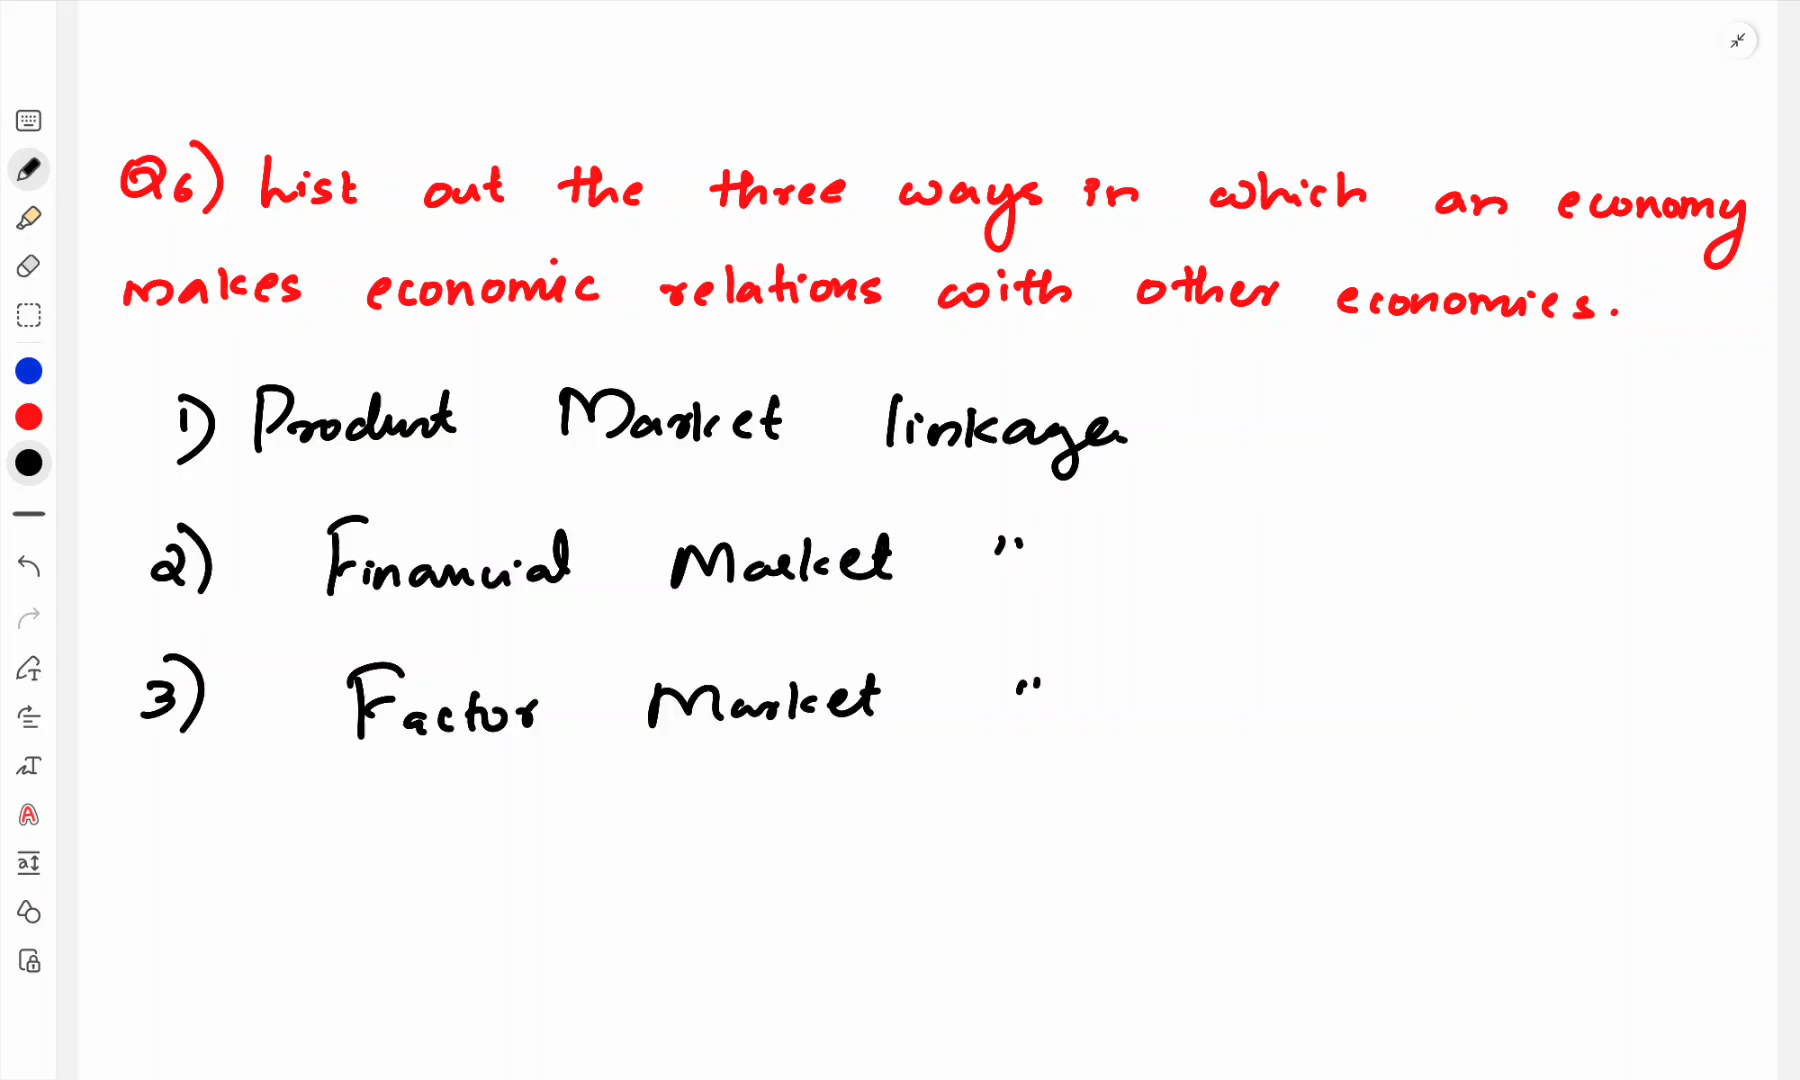 Q6) List out the three ways in which an economy
makes economic relations with other economies.
1) Product Market linkages
2) Financial Market "
3) Factor Market "